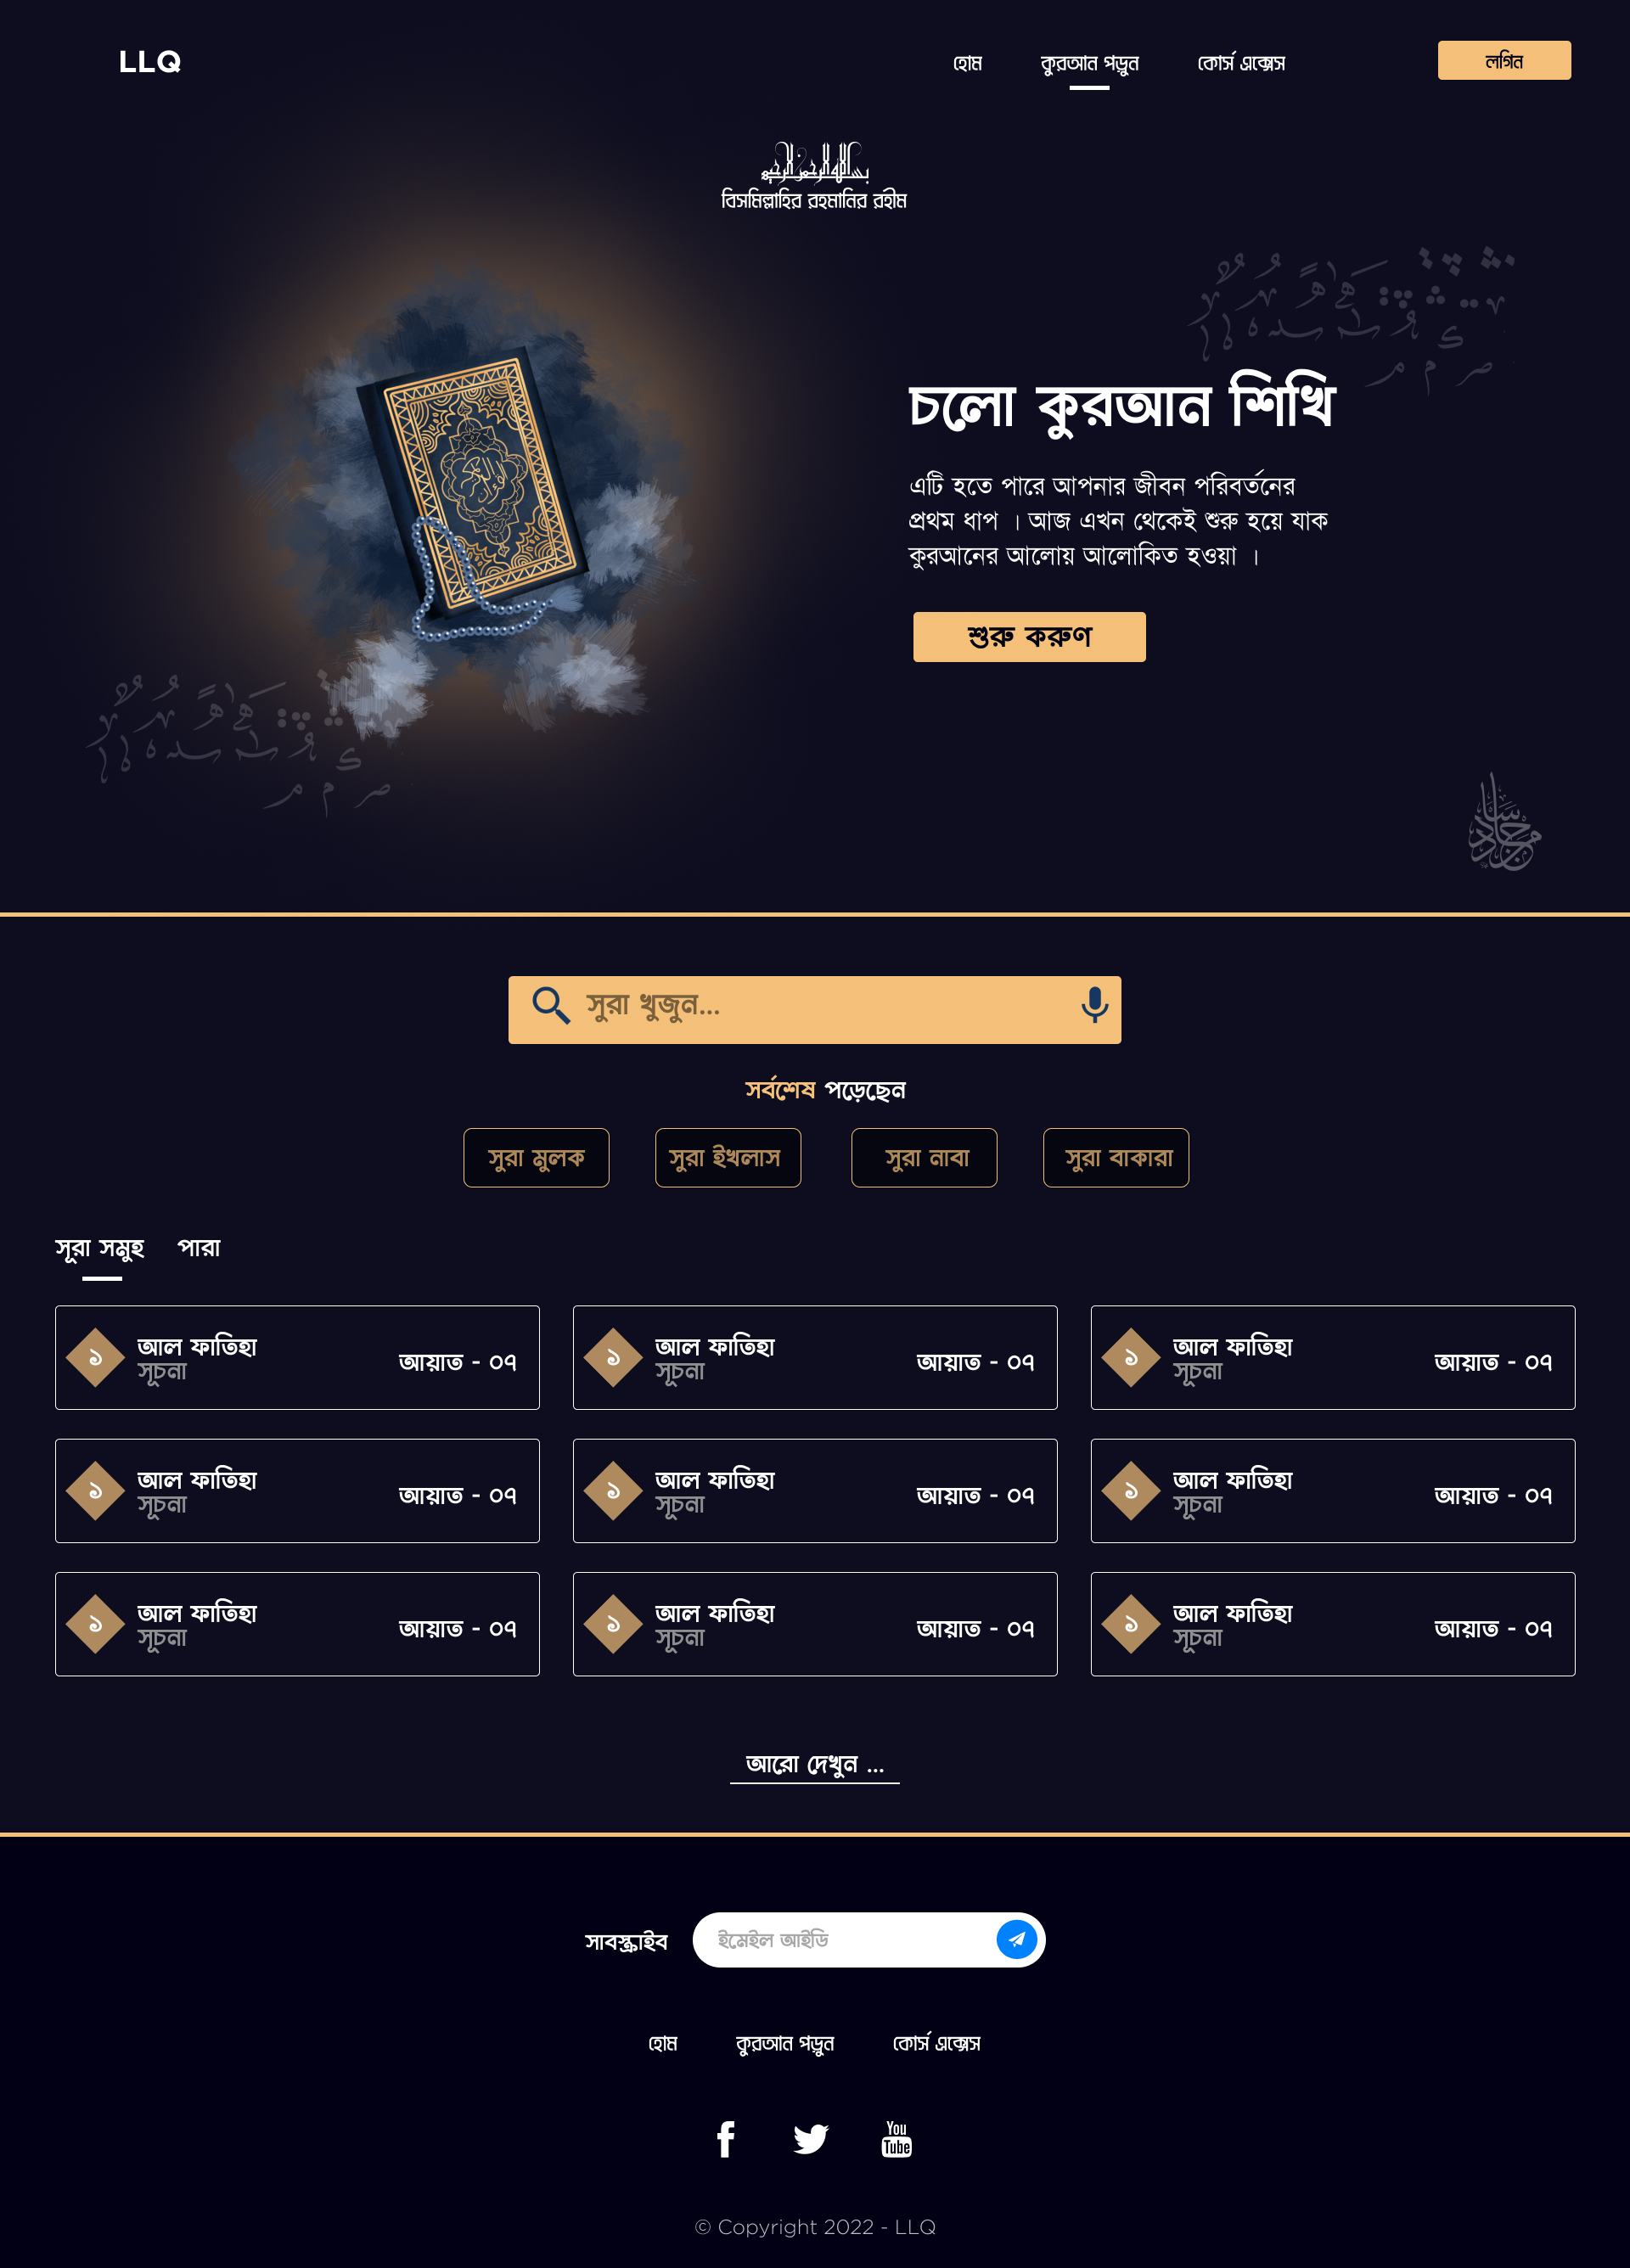 LLQ
হোম
কুরআন পড়ুন
কোর্স এক্সেস
লগিন
বিসমিল্লাহির রহমানির রহীম
চলো কুরআন শিখি
এটি হতে পারে আপনার জীবন পরিবর্তনের
প্রথম ধাপ । আজ এখন থেকেই শুরু হয়ে যাক
কুরআনের আলোয় আলোকিত হওয়া ।
শুরু করুণ
সুরা খুজুন...
সর্বশেষ পড়েছেন
সুরা মুলক
সুরা ইখলাস
সুরা নাবা
সুরা বাকারা
সূরা সমুহ
পারা
১
আল ফাতিহা
সূচনা
আয়াত - ০৭
১
আল ফাতিহা
সূচনা
আয়াত - ০৭
১
আল ফাতিহা
সূচনা
আয়াত - ০৭
১
আল ফাতিহা
সূচনা
আয়াত - ০৭
১
আল ফাতিহা
সূচনা
আয়াত - ০৭
১
আল ফাতিহা
সূচনা
আয়াত - ০৭
১
আল ফাতিহা
সূচনা
আয়াত - ০৭
১
আল ফাতিহা
সূচনা
আয়াত - ০৭
১
আল ফাতিহা
সূচনা
আয়াত - ০৭
আরো দেখুন ...
সাবস্ক্রাইব
ইমেইল আইডি
হোম
কুরআন পড়ুন
কোর্স এক্সেস
You
Tube
© Copyright 2022 - LLQ